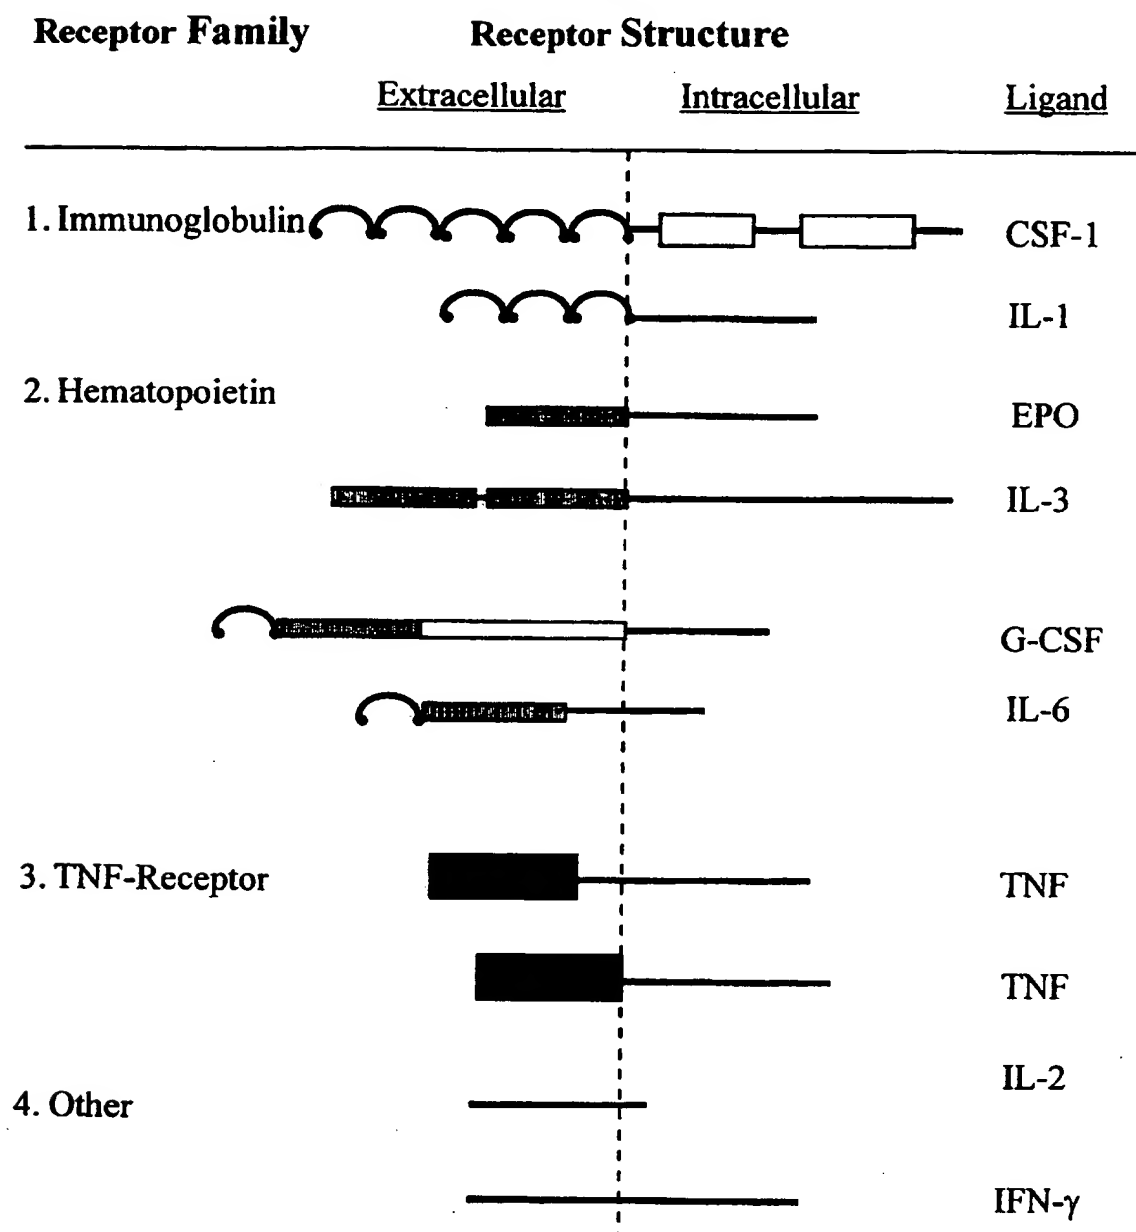 Receptor Family Receptor Structure
Extracellular Intracellular Ligand
1. Immunoglobulin CSF-1
IL-1
2. Hematopoietin
EPO
IL-3
G-CSF
IL-6
3. TNF-Receptor TNF
TNF
IL-2
4. Other
IFN-γ